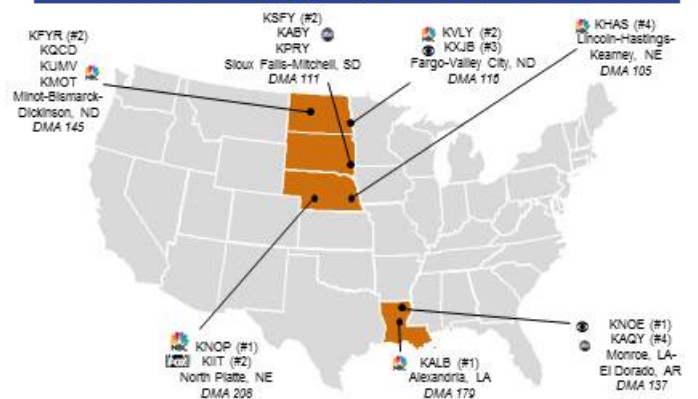 KFYR (#2)
KQCD
KUMV
KMOT
Minot-Bismarck-
Dickinson, ND
DMA 145
KSFY (#2)
KABY
KPRY
Sioux Falls-Mitchell, SD
DMA 111
KVLY (#2)
KXJB (#3)
Fargo-Valley City, ND
DMA 116
KHAS (#4)
Lincoln-Hastings-
Kearney, NE
DMA 105
NBC KNOP (#1)
FOX KIIT (#2)
North Platte, NE
DMA 208
KALB (#1)
Alexandria, LA
DMA 179
KNOE (#1)
KAQY (#4)
Monroe, LA-
El Dorado, AR
DMA 137